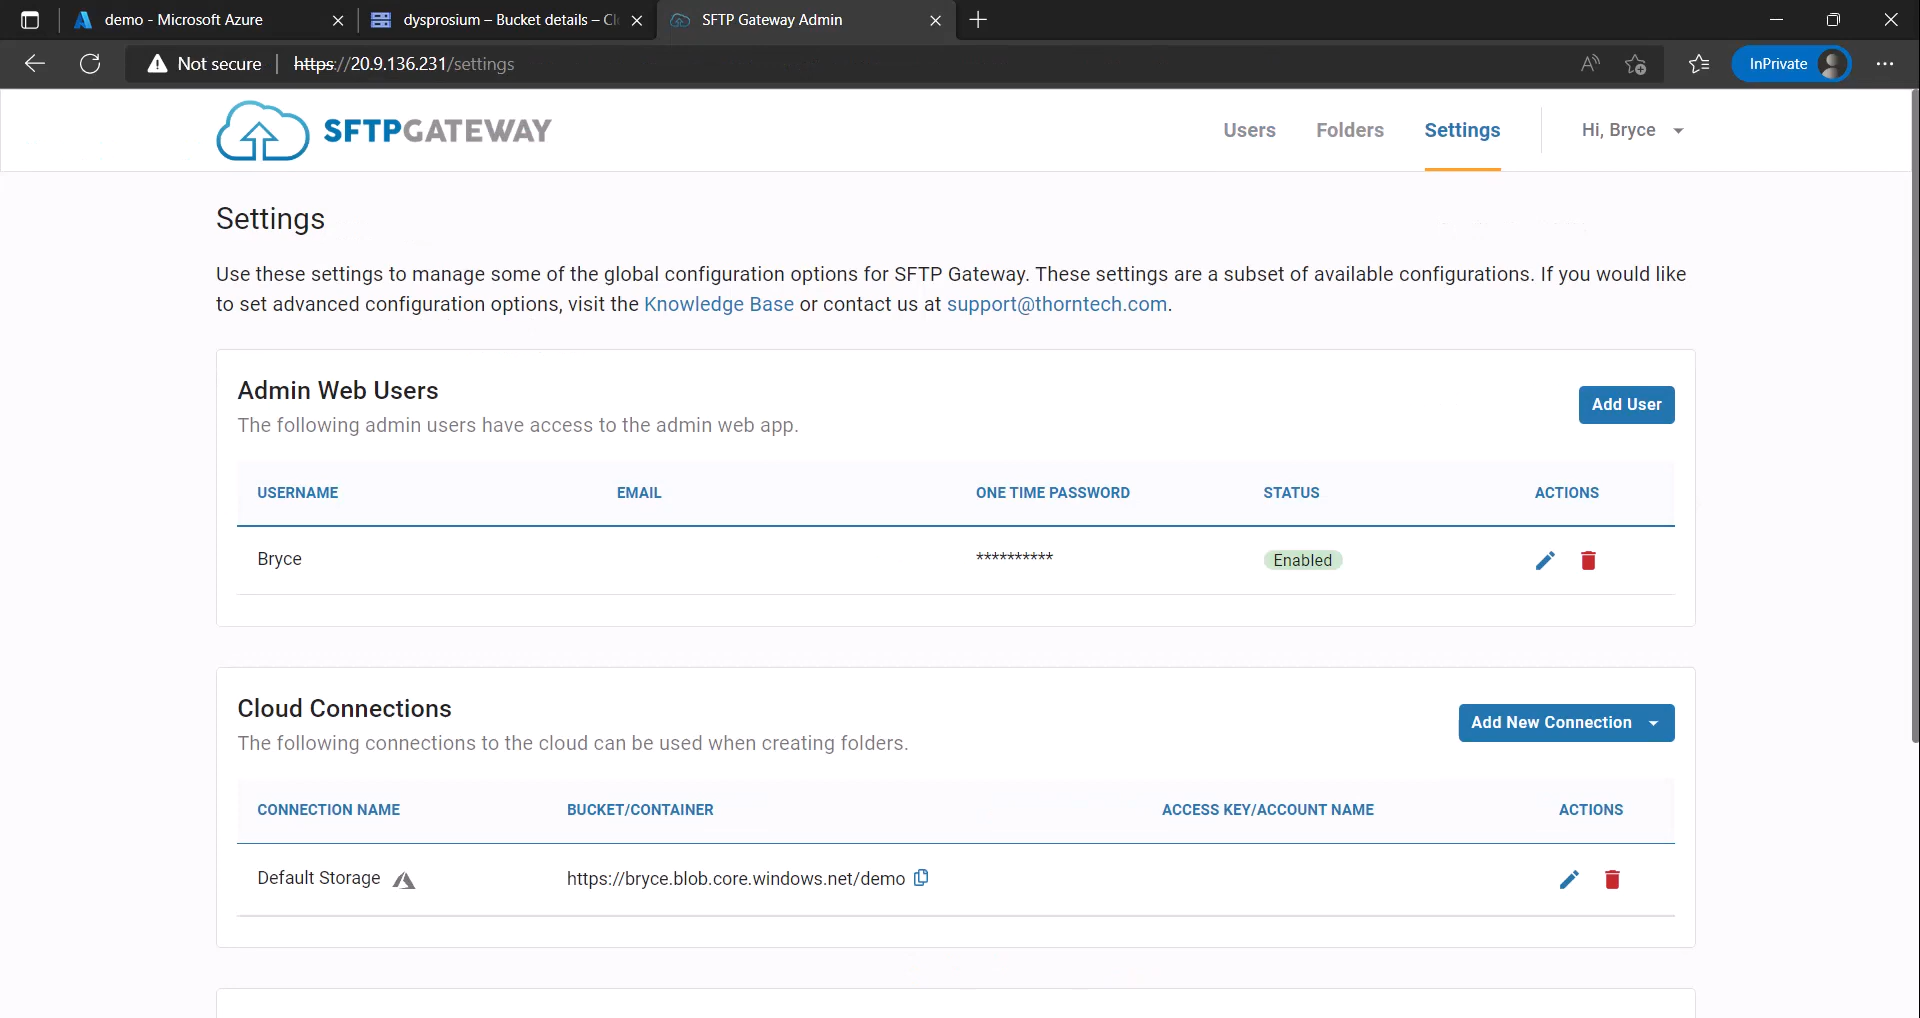 demo - Microsoft Azure
dysprosium – Bucket details – Cl
SFTP Gateway Admin
Not secure
https://20.9.136.231/settings
InPrivate
SFTPGATEWAY
Users
Folders
Settings
Hi, Bryce
Settings
Use these settings to manage some of the global configuration options for SFTP Gateway. These settings are a subset of available configurations. If you would like
to set advanced configuration options, visit the Knowledge Base or contact us at support@thorntech.com.
Admin Web Users
Add User
The following admin users have access to the admin web app.
USERNAME EMAIL ONE TIME PASSWORD STATUS ACTIONS
Bryce ********** Enabled
Cloud Connections
Add New Connection
The following connections to the cloud can be used when creating folders.
CONNECTION NAME BUCKET/CONTAINER ACCESS KEY/ACCOUNT NAME ACTIONS
Default Storage https://bryce.blob.core.windows.net/demo